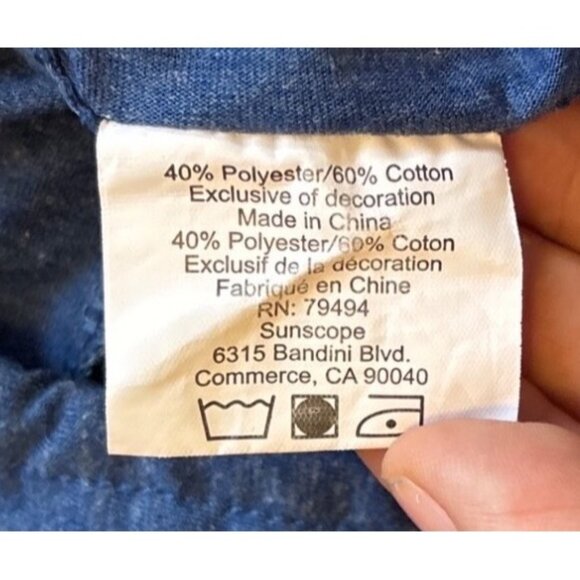 40% Polyester/60% Cotton
Exclusive of decoration
Made in China
40% Polyester/60% Coton
Exclusif de la décoration
Fabriqué en Chine
RN: 79494
Sunscope
6315 Bandini Blvd.
Commerce, CA 90040